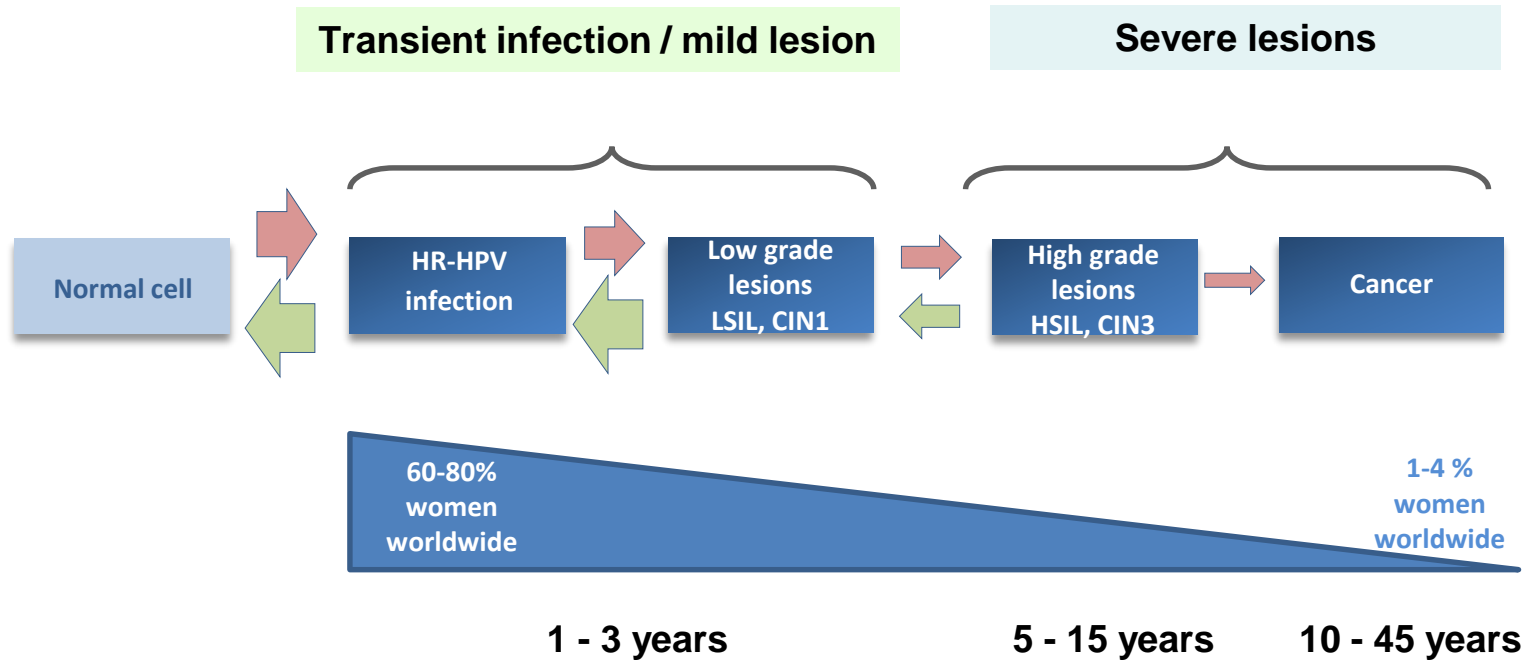 Transient infection / mild lesion
Severe lesions
Normal cell
HR-HPV
infection
Low grade
lesions
LSIL, CIN1
High grade
lesions
HSIL, CIN3
Cancer
60-80%
women
worldwide
1-4 %
women
worldwide
1 - 3 years
5 - 15 years
10 - 45 years